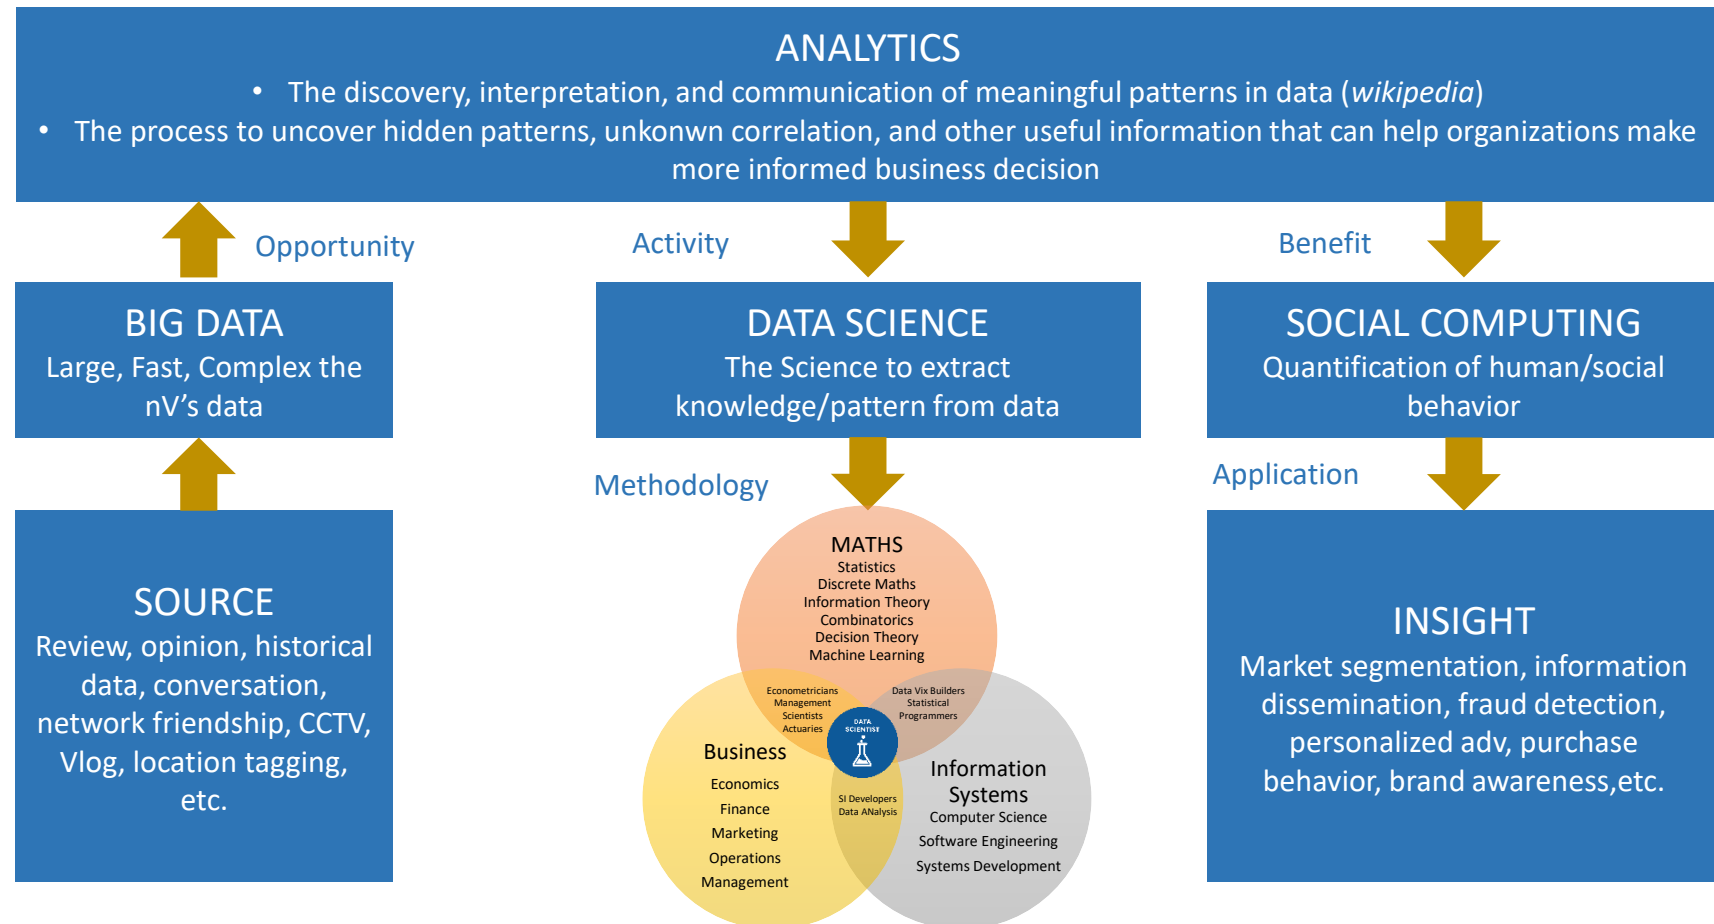 ANALYTICS
• The discovery, interpretation, and communication of meaningful patterns in data (wikipedia)
• The process to uncover hidden patterns, unkonwn correlation, and other useful information that can help organizations make
more informed business decision
Opportunity
Activity
Benefit
BIG DATA
Large, Fast, Complex the
nV's data
DATA SCIENCE
The Science to extract
knowledge/pattern from data
SOCIAL COMPUTING
Quantification of human/social
behavior
Methodology
Application
SOURCE
Review, opinion, historical
data, conversation,
network friendship, CCTV,
Vlog, location tagging,
etc.
MATHS
Statistics
Discrete Maths
Information Theory
Combinatorics
Decision Theory
Machine Learning
Econometricians
Management
Scientists
Actuaries
Data Vix Builders
Statistical
Programmers
DATA
SCIENTIST
Business
Economics
Finance
Marketing
Operations
Management
SI Developers
Data ANalysis
Information
Systems
Computer Science
Software Engineering
Systems Development
INSIGHT
Market segmentation, information
dissemination, fraud detection,
personalized adv, purchase
behavior, brand awareness,etc.